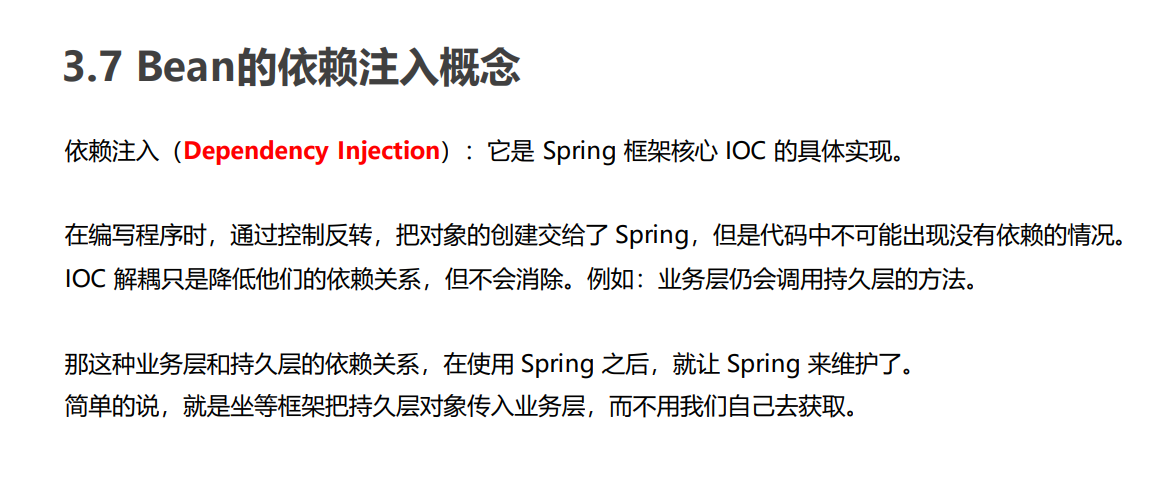 3.7 Bean的依赖注入概念
依赖注入（Dependency Injection）：它是 Spring 框架核心 IOC 的具体实现。
在编写程序时，通过控制反转，把对象的创建交给了 Spring，但是代码中不可能出现没有依赖的情况。
IOC 解耦只是降低他们的依赖关系，但不会消除。例如：业务层仍会调用持久层的方法。
那这种业务层和持久层的依赖关系，在使用 Spring 之后，就让 Spring 来维护了。
简单的说，就是坐等框架把持久层对象传入业务层，而不用我们自己去获取。